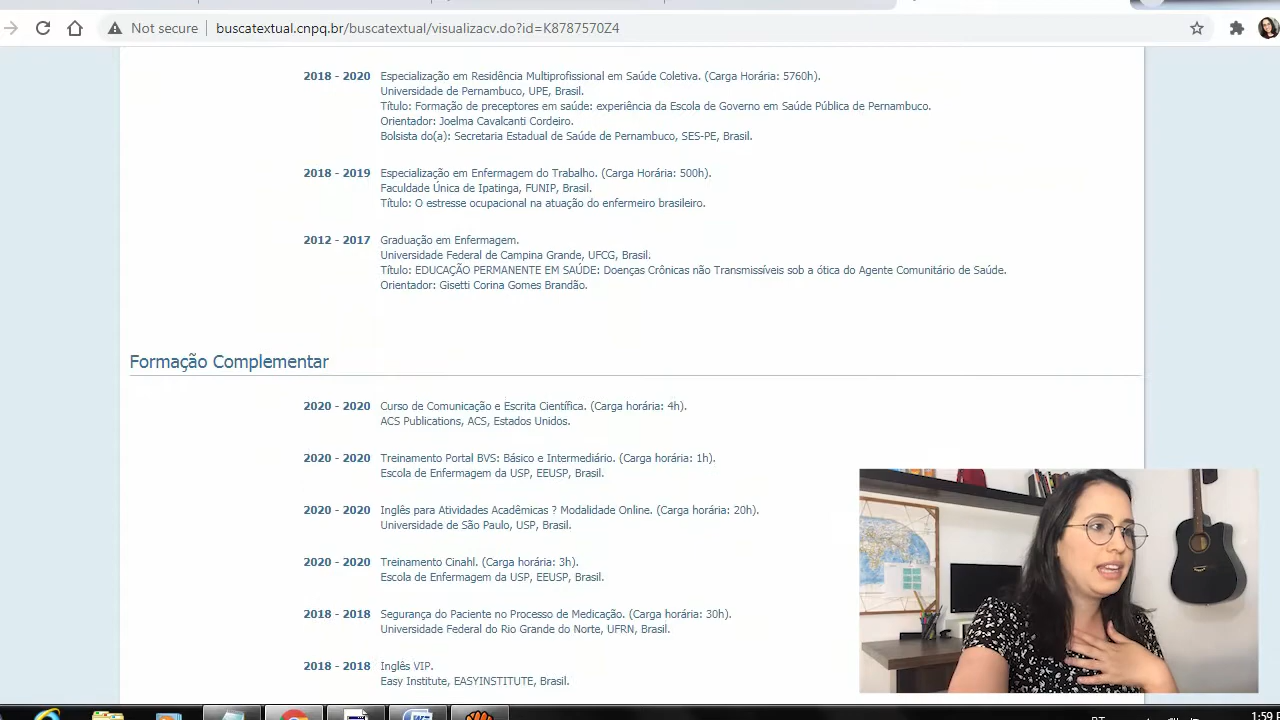 Not secure
buscatextual.cnpq.br/buscatextual/visualizacv.do?id=K8787570Z4
2018 - 2020 Especialização em Residência Multiprofissional em Saúde Coletiva. (Carga Horária: 5760h).
Universidade de Pernambuco, UPE, Brasil.
Título: Formação de preceptores em saúde: experiência da Escola de Governo em Saúde Pública de Pernambuco.
Orientador: Joelma Cavalcanti Cordeiro.
Bolsista do(a): Secretaria Estadual de Saúde de Pernambuco, SES-PE, Brasil.
2018 - 2019 Especialização em Enfermagem do Trabalho. (Carga Horária: 500h).
Faculdade Única de Ipatinga, FUNIP, Brasil.
Título: O estresse ocupacional na atuação do enfermeiro brasileiro.
2012 - 2017 Graduação em Enfermagem.
Universidade Federal de Campina Grande, UFCG, Brasil.
Título: EDUCAÇÃO PERMANENTE EM SAÚDE: Doenças Crônicas não Transmissíveis sob a ótica do Agente Comunitário de Saúde.
Orientador: Gisetti Corina Gomes Brandão.
Formação Complementar
2020 - 2020 Curso de Comunicação e Escrita Científica. (Carga horária: 4h).
ACS Publications, ACS, Estados Unidos.
2020 - 2020 Treinamento Portal BVS: Básico e Intermediário. (Carga horária: 1h).
Escola de Enfermagem da USP, EEUSP, Brasil.
2020 - 2020 Inglês para Atividades Acadêmicas ? Modalidade Online. (Carga horária: 20h).
Universidade de São Paulo, USP, Brasil.
2020 - 2020 Treinamento Cinahl. (Carga horária: 3h).
Escola de Enfermagem da USP, EEUSP, Brasil.
2018 - 2018 Segurança do Paciente no Processo de Medicação. (Carga horária: 30h).
Universidade Federal do Rio Grande do Norte, UFRN, Brasil.
2018 - 2018 Inglês VIP.
Easy Institute, EASYINSTITUTE, Brasil.